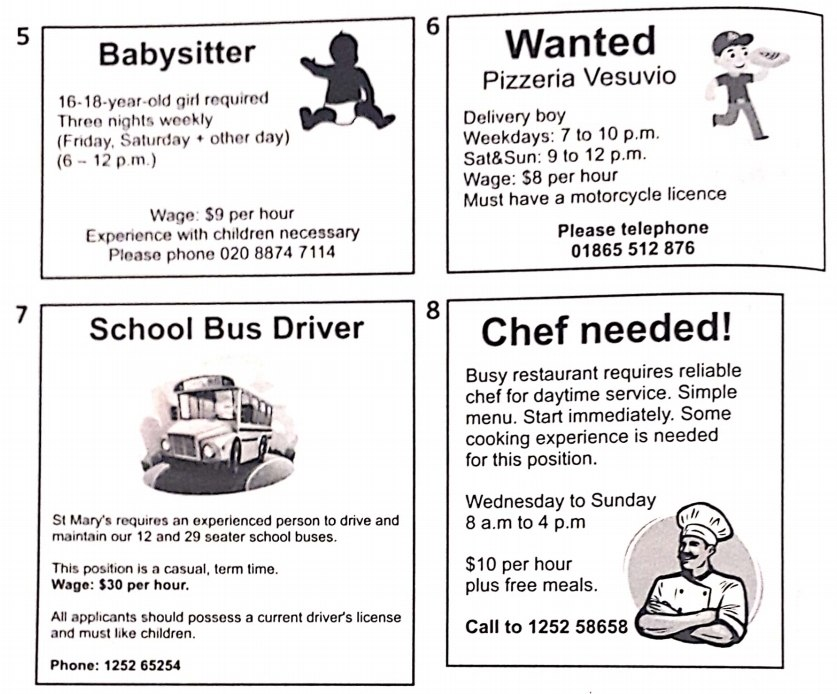 5
Babysitter
16-18-year-old girl required
Three nights weekly
(Friday, Saturday + other day)
(6 – 12 p.m.)
Wage: $9 per hour
Experience with children necessary
Please phone 020 8874 7114
6
Wanted
Pizzeria Vesuvio
Delivery boy
Weekdays: 7 to 10 p.m.
Sat&Sun: 9 to 12 p.m.
Wage: $8 per hour
Must have a motorcycle licence
Please telephone
01865 512 876
7
School Bus Driver
St Mary's requires an experienced person to drive and
maintain our 12 and 29 seater school buses.
This position is a casual, term time.
Wage: $30 per hour.
All applicants should possess a current driver's license
and must like children.
Phone: 1252 65254
8
Chef needed!
Busy restaurant requires reliable
chef for daytime service. Simple
menu. Start immediately. Some
cooking experience is needed
for this position.
Wednesday to Sunday
8 a.m to 4 p.m
$10 per hour
plus free meals.
Call to 1252 58658